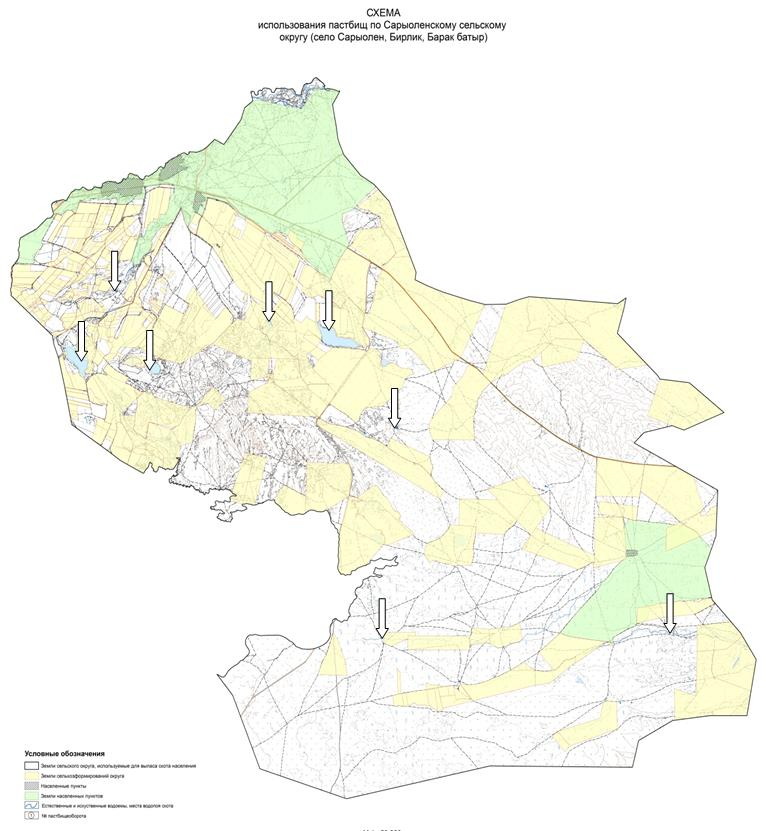 СХЕМА
использования пастбищ по Сарыоленскому сельскому
округу (село Сарыолен, Бирлик, Барак батыр)
Условные обозначения
Земли сельского округа, используемые для выпаса скота населения
Земли сельхозформирований округа
Населенные пункты
Земли населенных пунктов
Естественные и искуственные водоемы, места водопоя скота
№ пастбищеоборота